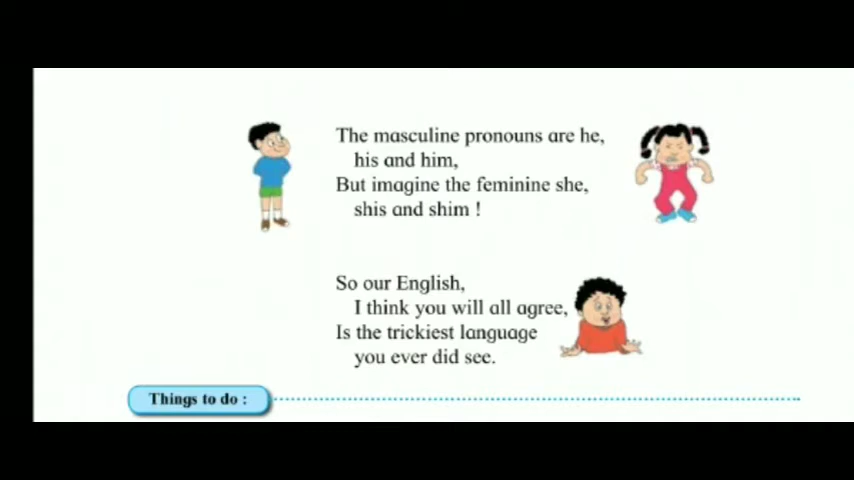 The masculine pronouns are he,
his and him,
But imagine the feminine she,
shis and shim !
So our English,
I think you will all agree,
Is the trickiest language
you ever did see.
Things to do :